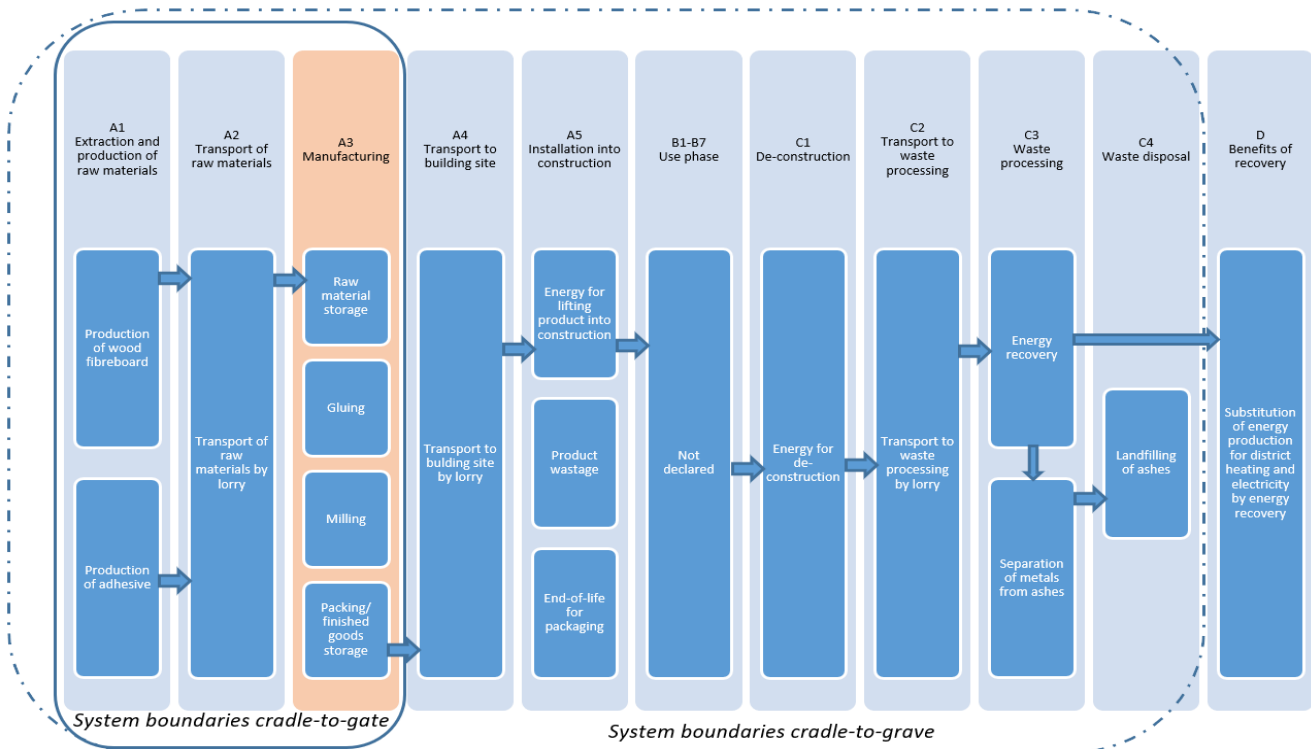 A1
Extraction and
production of
raw materials
A2
Transport of
raw materials
A3
Manufacturing
A4
Transport to
building site
A5
Installation into
construction
B1-B7
Use phase
C1
De-construction
C2
Transport to
waste
processing
C3
Waste
processing
C4
Waste disposal
D
Benefits of
recovery
Production
of wood
fibreboard
Production
of adhesive
Transport of
raw
materials by
lorry
Raw
material
storage
Gluing
Milling
Packing/
finished
goods
storage
Transport to
bulding site
by lorry
Energy for
lifting
product into
construction
Product
wastage
End-of-life
for
packaging
Not
declared
Energy for
de-
construction
Transport to
waste
processing
by lorry
Energy
recovery
Separation
of metals
from ashes
Landfilling
of ashes
Substitution
of energy
production
for district
heating and
electricity
by energy
recovery
System boundaries cradle-to-gate
System boundaries cradle-to-grave